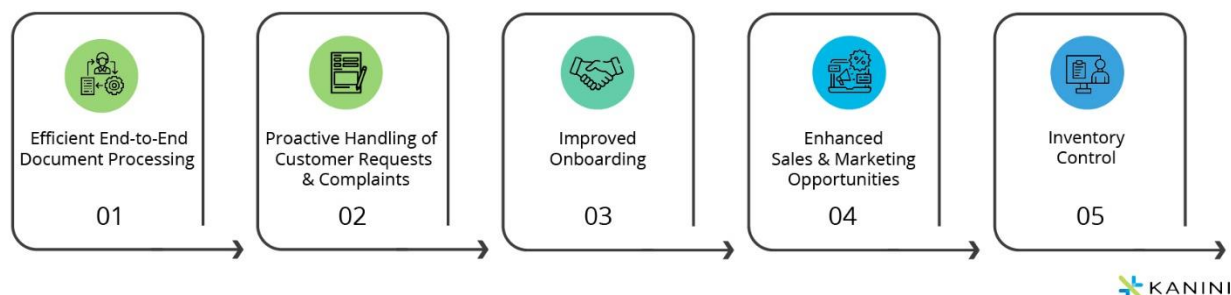 Efficient End-to-End
Document Processing
01
Proactive Handling of
Customer Requests
& Complaints
02
Improved
Onboarding
03
Enhanced
Sales & Marketing
Opportunities
04
Inventory
Control
05
KANINI